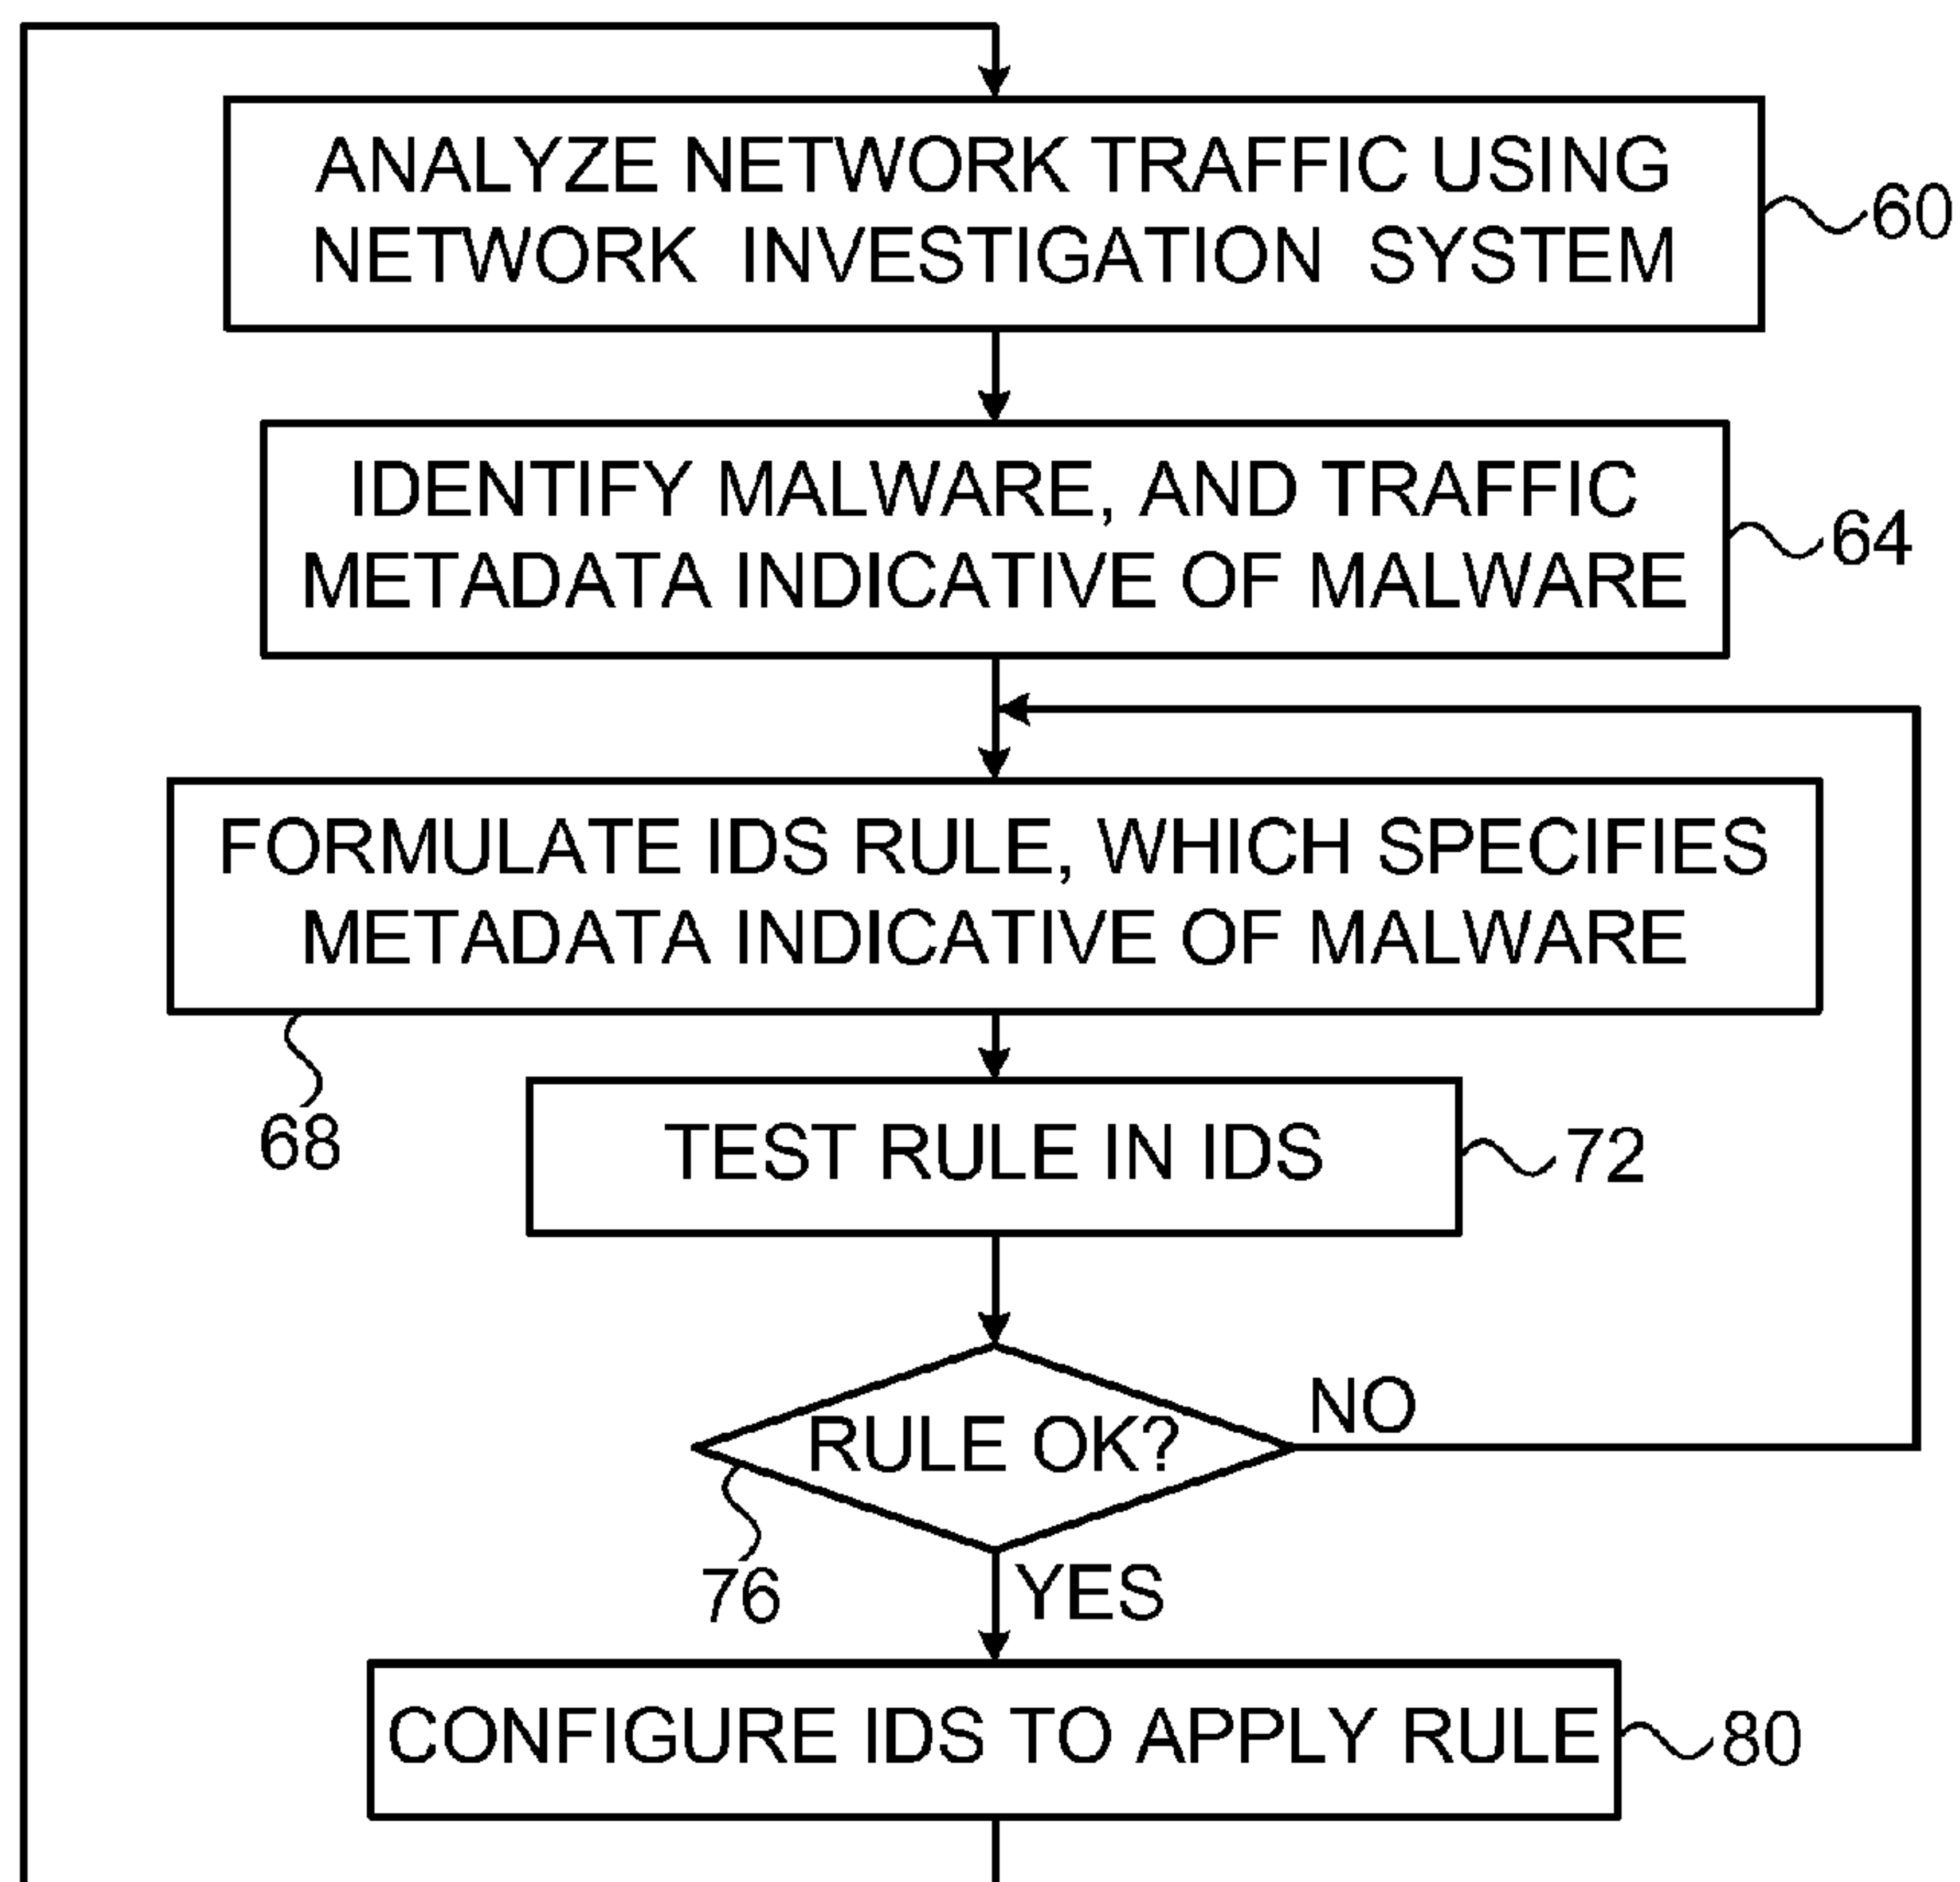 ANALYZE NETWORK TRAFFIC USING
NETWORK INVESTIGATION SYSTEM
60
IDENTIFY MALWARE, AND TRAFFIC
METADATA INDICATIVE OF MALWARE
64
FORMULATE IDS RULE, WHICH SPECIFIES
METADATA INDICATIVE OF MALWARE
68
TEST RULE IN IDS
72
RULE OK?
NO
76
YES
CONFIGURE IDS TO APPLY RULE
80